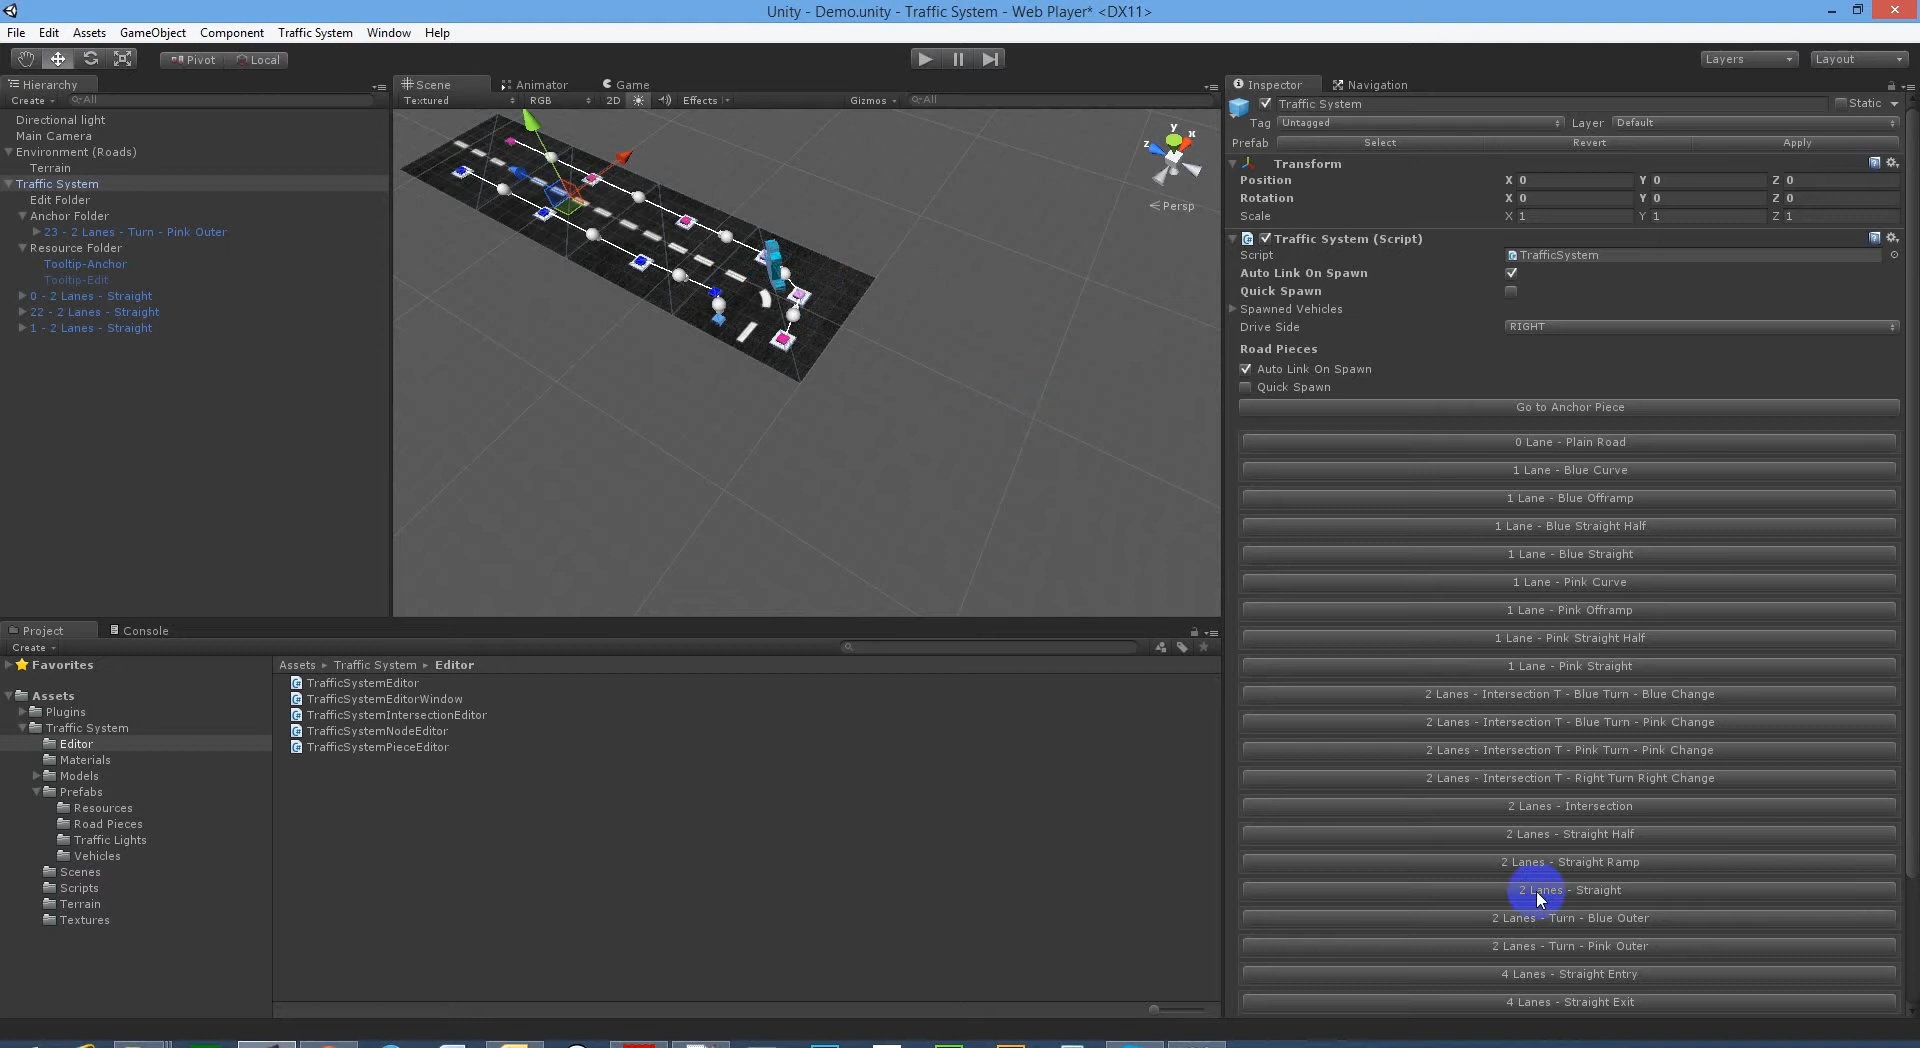 Unity - Demo.unity - Traffic System - Web Player* <DX11>
File Edit Assets GameObject Component Traffic System Window Help
Pivot Local Layers Layout
Hierarchy
Create All
Directional light
Main Camera
Environment (Roads)
Terrain
Traffic System
Edit Folder
Anchor Folder
23 - 2 Lanes - Turn - Pink Outer
Resource Folder
Tooltip-Anchor
Tooltip-Edit
0 - 2 Lanes - Straight
22 - 2 Lanes - Straight
1 - 2 Lanes - Straight
Scene Animator Game
Textured RGB 2D Effects Gizmos All
y
x
z
Persp
Inspector Navigation
Traffic System Static
Tag Untagged Layer Default
Prefab Select Revert Apply
Transform
Position X 0 Y 0 Z 0
Rotation X 0 Y 0 Z 0
Scale X 1 Y 1 Z 1
Traffic System (Script)
Script TrafficSystem
Auto Link On Spawn
Quick Spawn
Spawned Vehicles
Drive Side RIGHT
Road Pieces
Auto Link On Spawn
Quick Spawn
Go to Anchor Piece
0 Lane - Plain Road
1 Lane - Blue Curve
1 Lane - Blue Offramp
1 Lane - Blue Straight Half
1 Lane - Blue Straight
1 Lane - Pink Curve
1 Lane - Pink Offramp
1 Lane - Pink Straight Half
1 Lane - Pink Straight
2 Lanes - Intersection T - Blue Turn - Blue Change
2 Lanes - Intersection T - Blue Turn - Pink Change
2 Lanes - Intersection T - Pink Turn - Pink Change
2 Lanes - Intersection T - Right Turn Right Change
2 Lanes - Intersection
2 Lanes - Straight Half
2 Lanes - Straight Ramp
2 Lanes - Straight
2 Lanes - Turn - Blue Outer
2 Lanes - Turn - Pink Outer
4 Lanes - Straight Entry
4 Lanes - Straight Exit
Project Console
Create
Favorites
Assets
Plugins
Traffic System
Editor
Materials
Models
Prefabs
Resources
Road Pieces
Traffic Lights
Vehicles
Scenes
Scripts
Terrain
Textures
Assets Traffic System Editor
TrafficSystemEditor
TrafficSystemEditorWindow
TrafficSystemIntersectionEditor
TrafficSystemNodeEditor
TrafficSystemPieceEditor